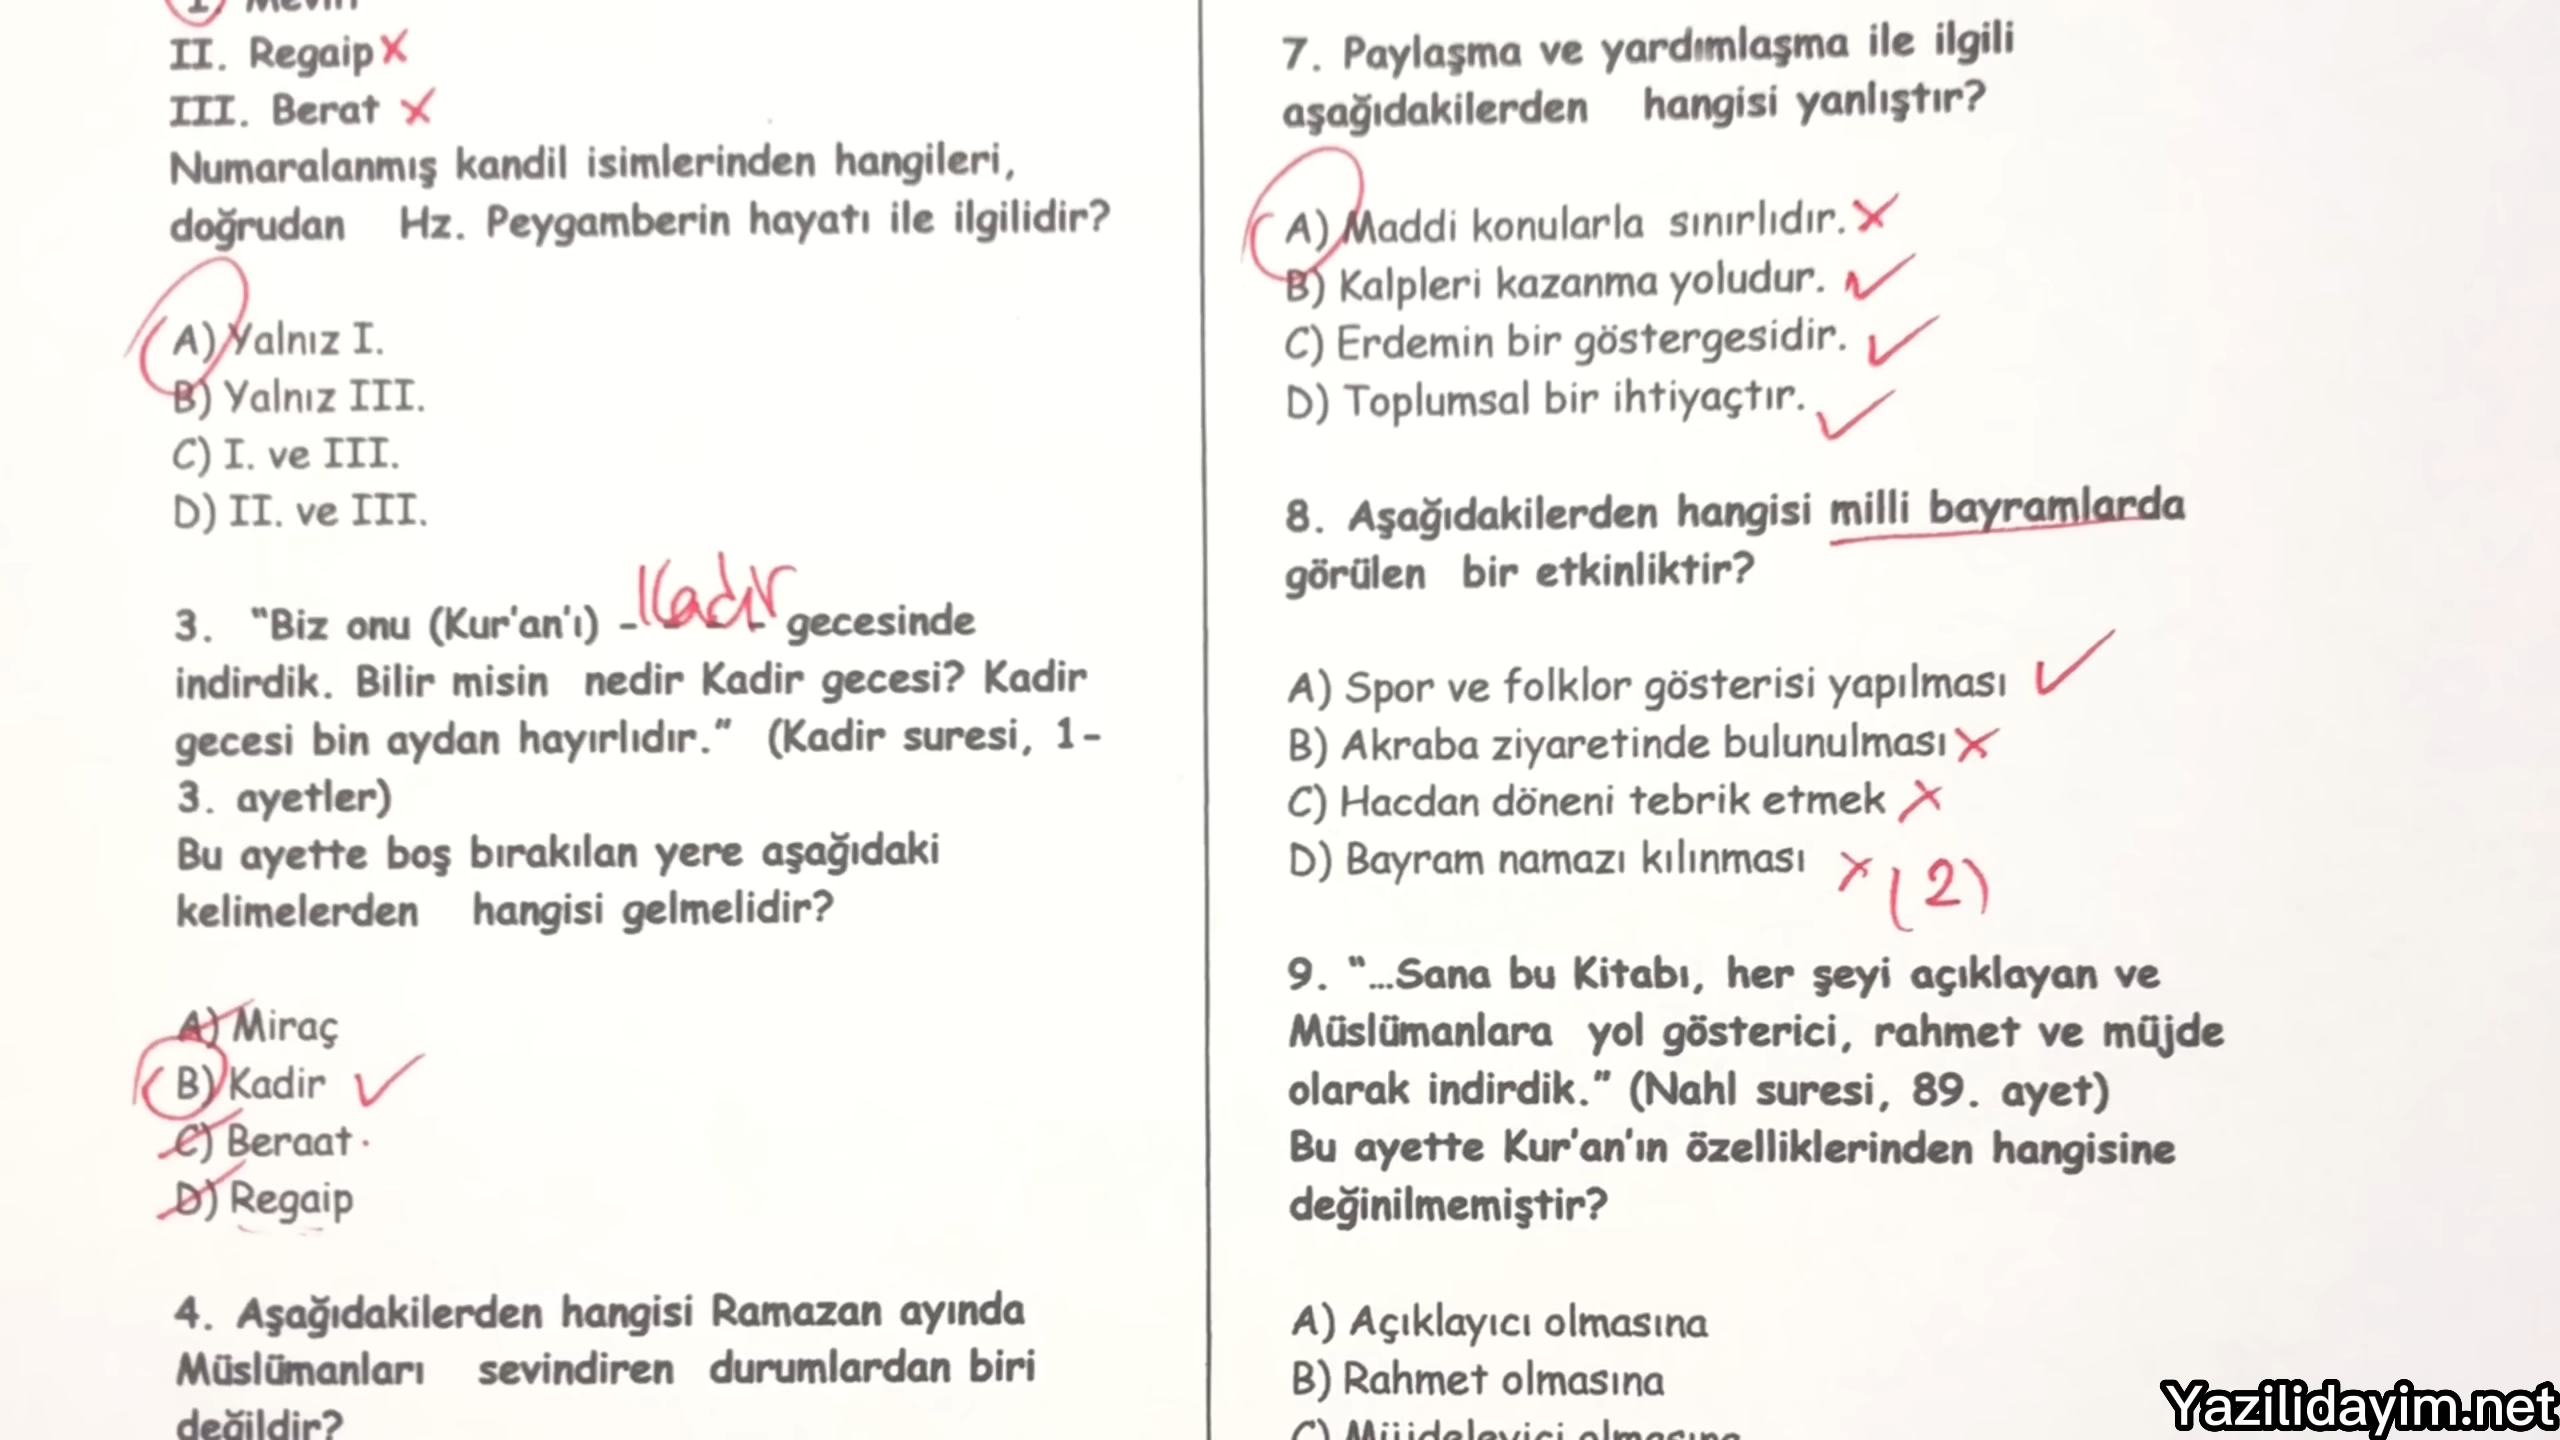 I. Mevlit
II. Regaip
III. Berat
Numaralanmış kandil isimlerinden hangileri,
doğrudan Hz. Peygamberin hayatı ile ilgilidir?
A) Yalnız I.
B) Yalnız III.
C) I. ve III.
D) II. ve III.
3. "Biz onu (Kur'an'ı) - - - - gecesinde
Kadir
indirdik. Bilir misin nedir Kadir gecesi? Kadir
gecesi bin aydan hayırlıdır." (Kadir suresi, 1-
3. ayetler)
Bu ayette boş bırakılan yere aşağıdaki
kelimelerden hangisi gelmelidir?
A) Miraç
B) Kadir
C) Beraat
D) Regaip
4. Aşağıdakilerden hangisi Ramazan ayında
Müslümanları sevindiren durumlardan biri
değildir?
7. Paylaşma ve yardımlaşma ile ilgili
aşağıdakilerden hangisi yanlıştır?
A) Maddi konularla sınırlıdır.
B) Kalpleri kazanma yoludur.
C) Erdemin bir göstergesidir.
D) Toplumsal bir ihtiyaçtır.
8. Aşağıdakilerden hangisi milli bayramlarda
görülen bir etkinliktir?
A) Spor ve folklor gösterisi yapılması
B) Akraba ziyaretinde bulunulması
C) Hacdan döneni tebrik etmek
D) Bayram namazı kılınması
(2)
9. "...Sana bu Kitabı, her şeyi açıklayan ve
Müslümanlara yol gösterici, rahmet ve müjde
olarak indirdik." (Nahl suresi, 89. ayet)
Bu ayette Kur'an'ın özelliklerinden hangisine
değinilmemiştir?
A) Açıklayıcı olmasına
B) Rahmet olmasına
C) Müjdeleyici olmasına
Yazilidayim.net